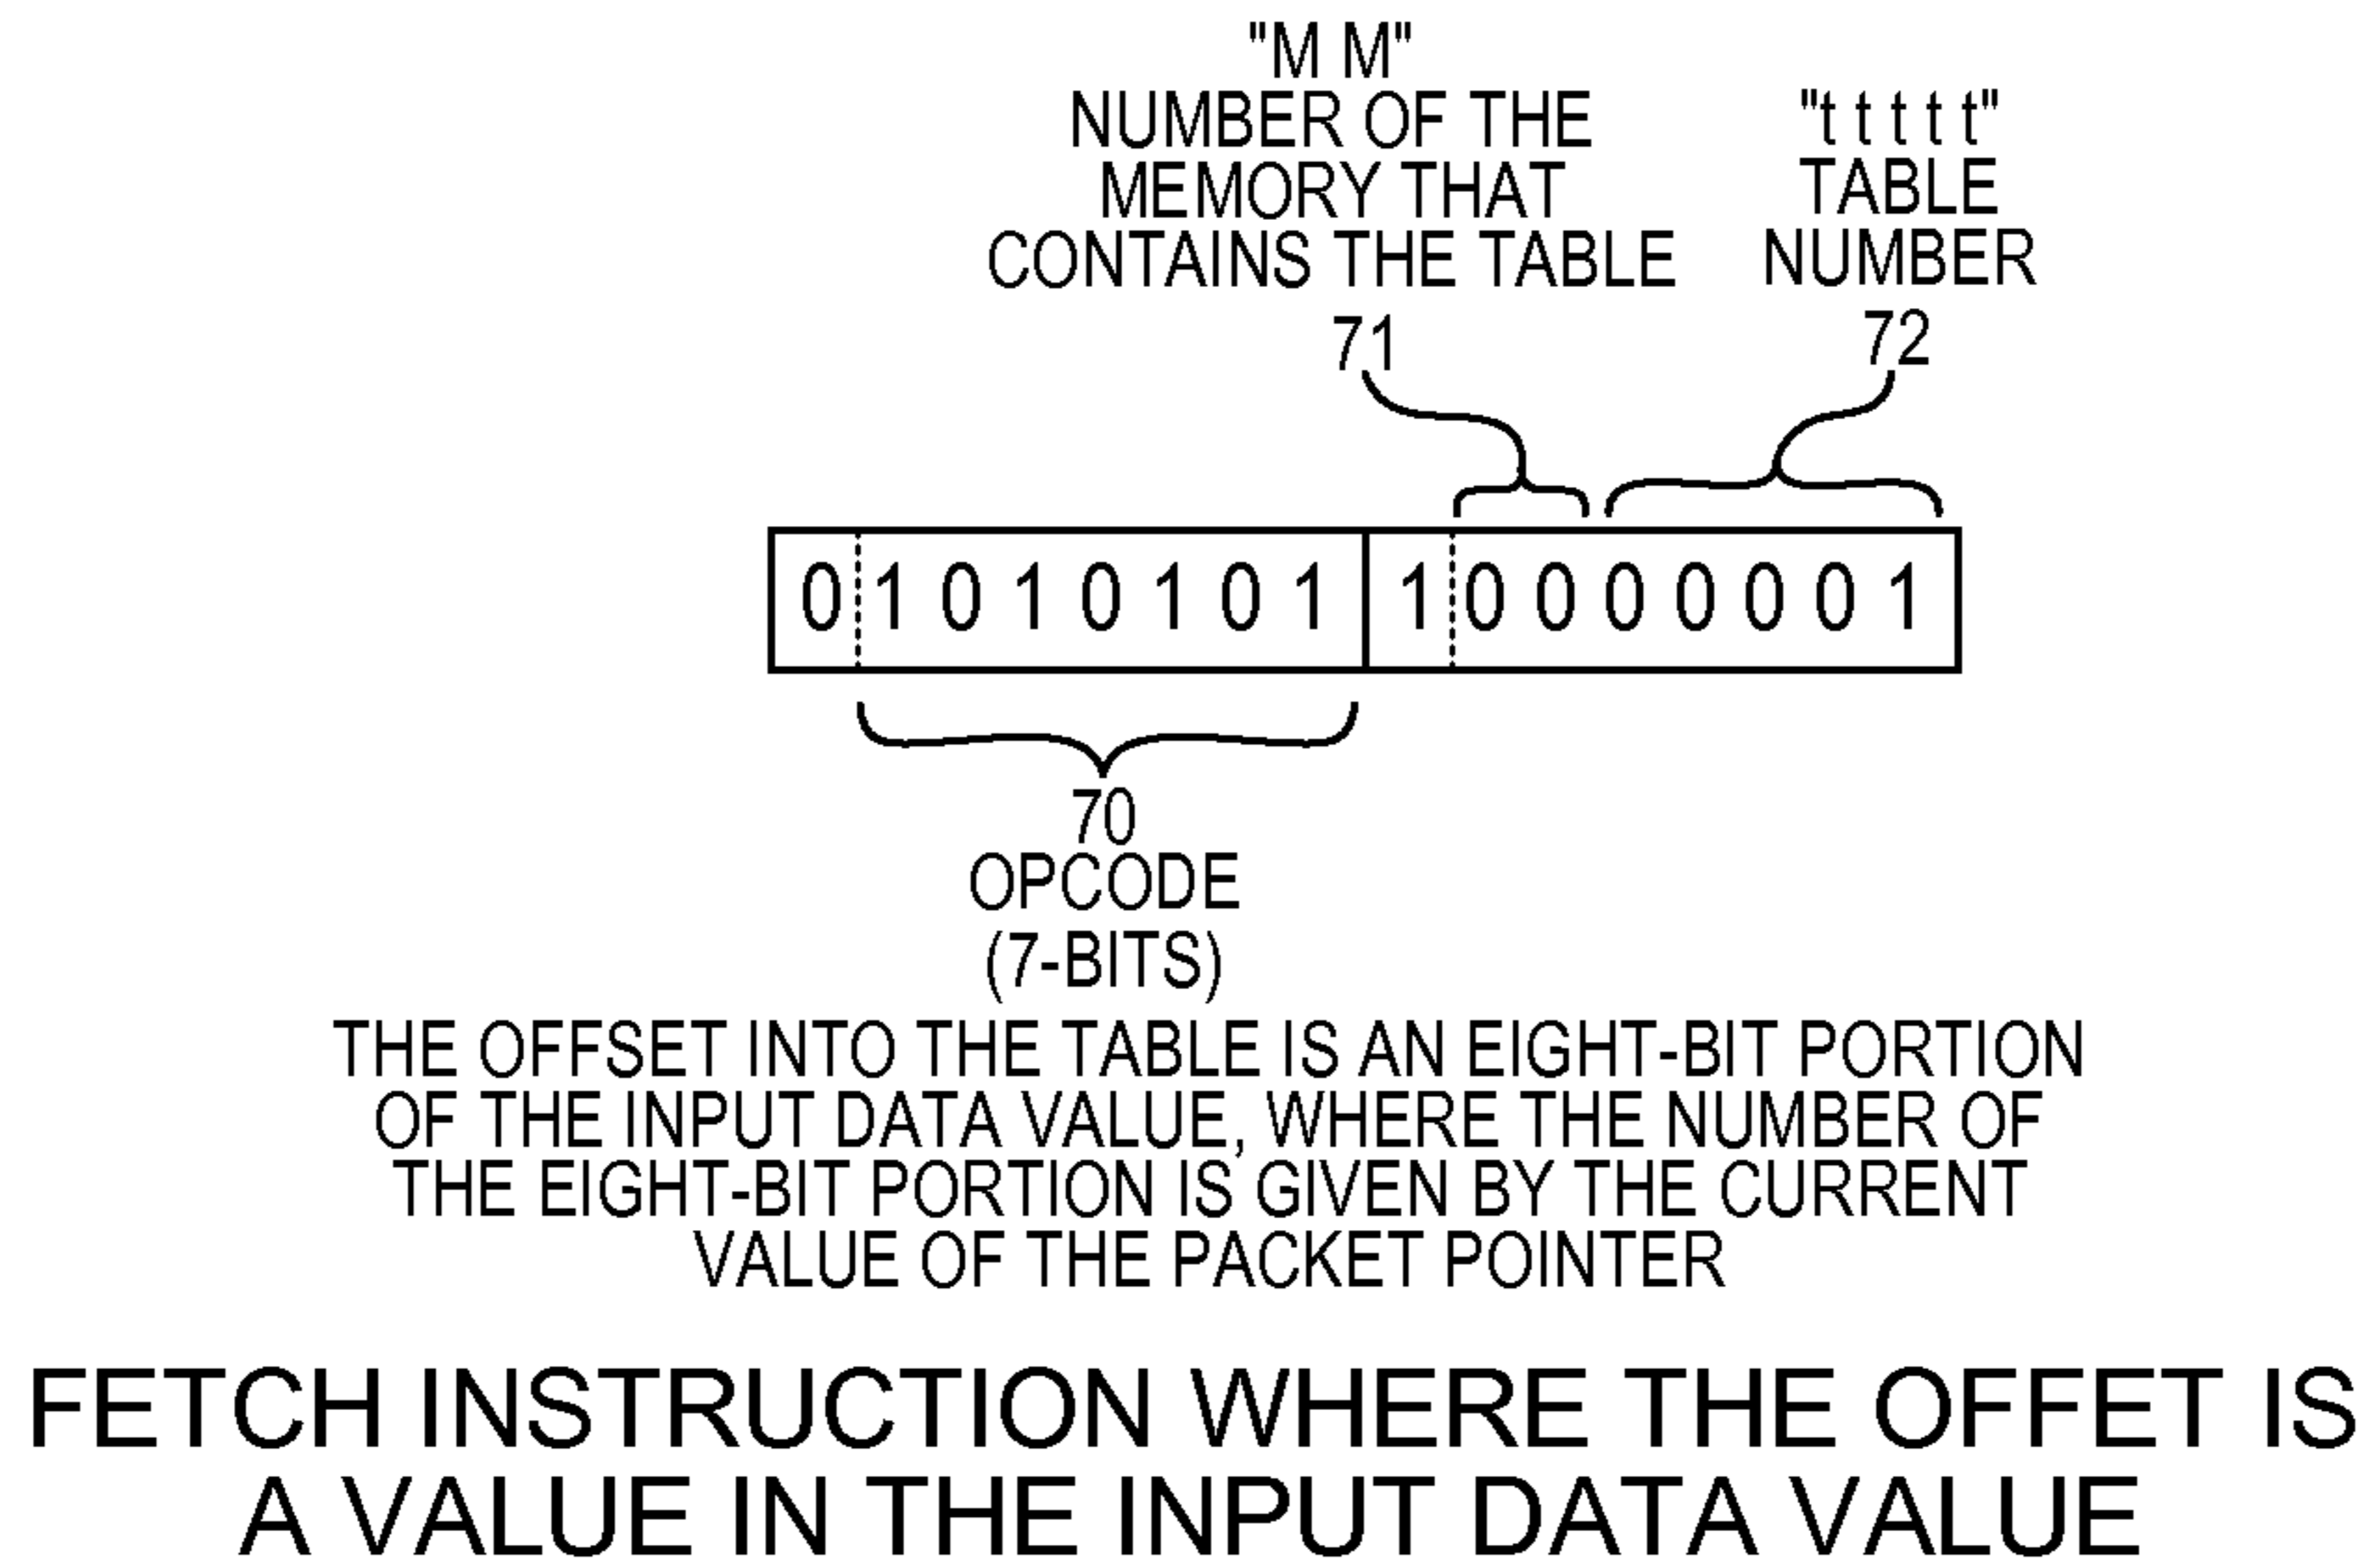 "M M"
NUMBER OF THE
MEMORY THAT
CONTAINS THE TABLE
71
"t t t t t"
TABLE
NUMBER
72
0 1 0 1 0 1 0 1 1 0 0 0 0 0 0 1
70
OPCODE
(7-BITS)
THE OFFSET INTO THE TABLE IS AN EIGHT-BIT PORTION
OF THE INPUT DATA VALUE, WHERE THE NUMBER OF
THE EIGHT-BIT PORTION IS GIVEN BY THE CURRENT
VALUE OF THE PACKET POINTER
FETCH INSTRUCTION WHERE THE OFFET IS
A VALUE IN THE INPUT DATA VALUE